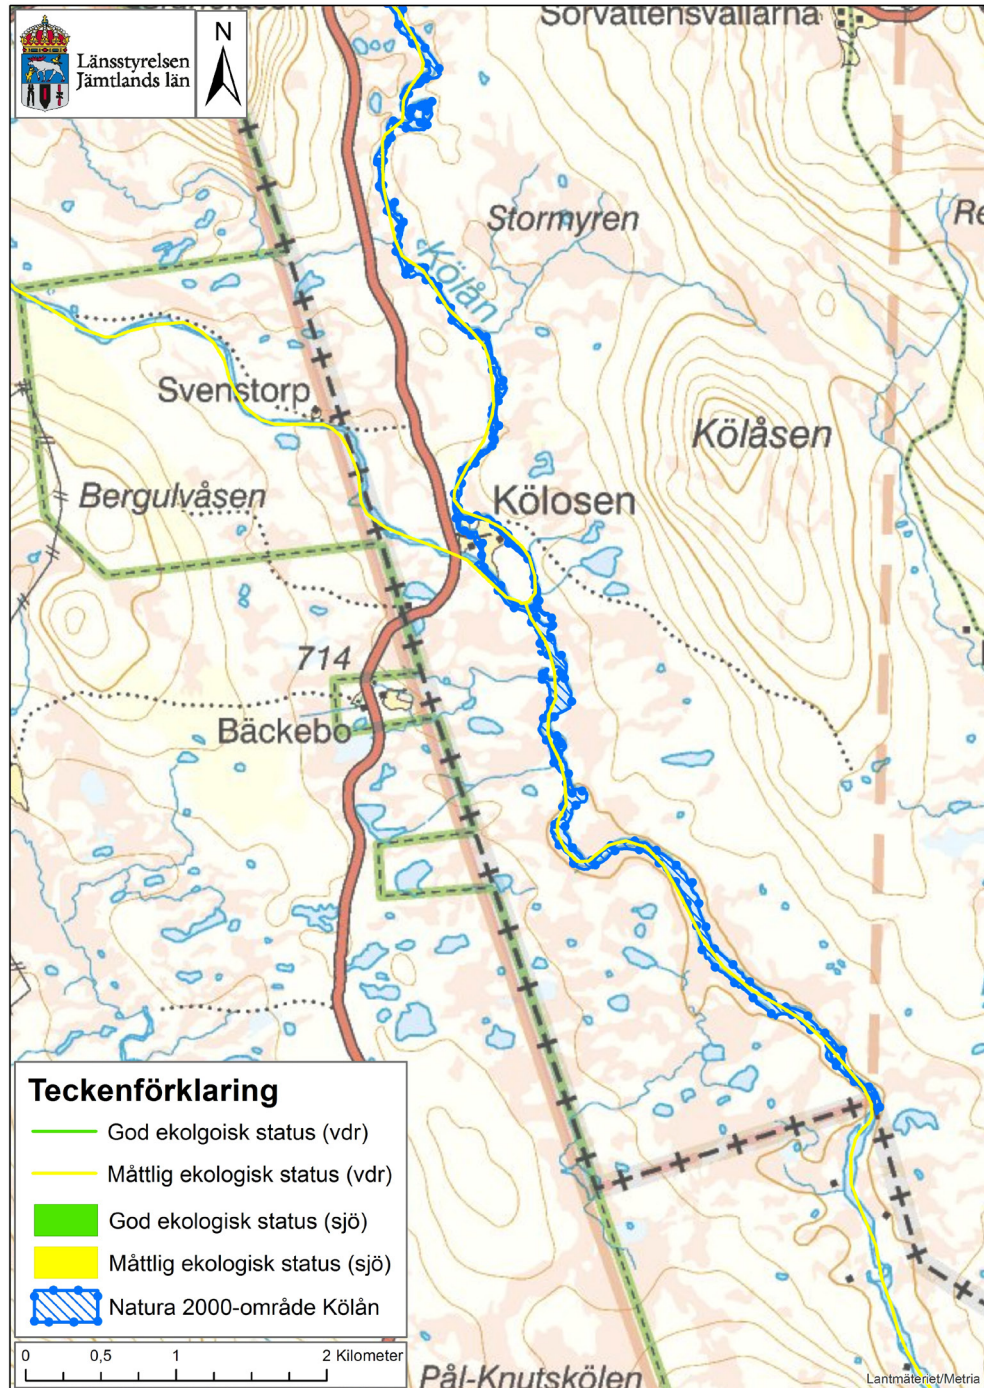 Sörvattensvallarna
N
Länsstyrelsen
Jämtlands län
Stormyren
Re
Kölån
Svenstorp
Kölåsen
Bergulvåsen
Kölosen
714
Bäckebo
Teckenförklaring
God ekolgoisk status (vdr)
Måttlig ekologisk status (vdr)
God ekologisk status (sjö)
Måttlig ekologisk status (sjö)
Natura 2000-område Kölån
0 0,5 1 2 Kilometer
Pål-Knutskölen
Lantmäteriet/Metria